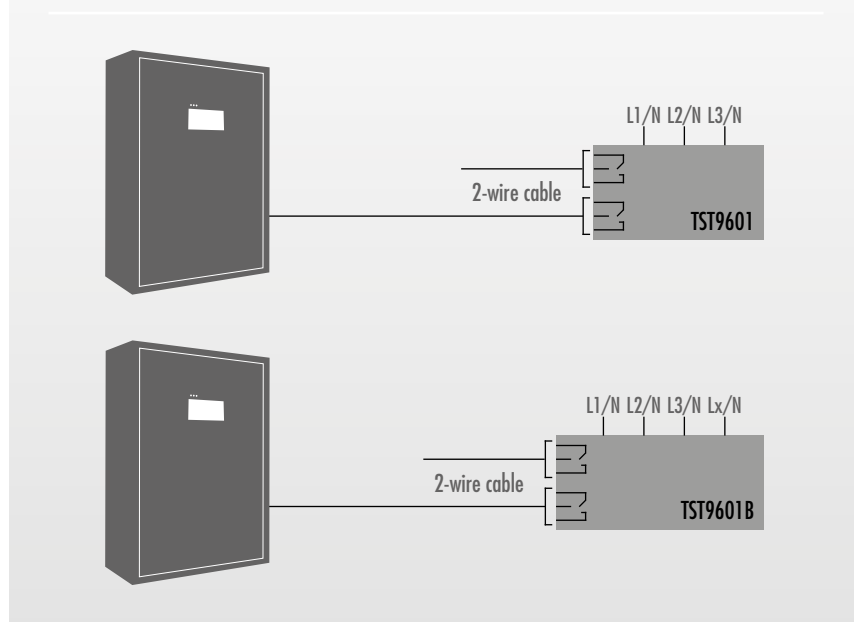 L1/N L2/N L3/N
2-wire cable
TST9601
L1/N L2/N L3/N Lx/N
2-wire cable
TST9601B